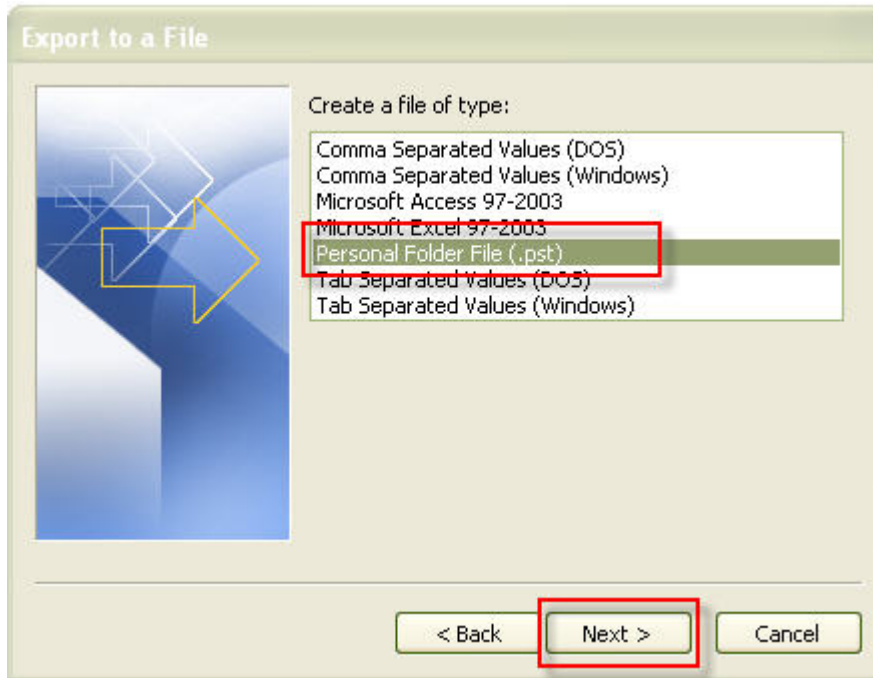 Export to a File
Create a file of type:
Comma Separated Values (DOS)
Comma Separated Values (Windows)
Microsoft Access 97-2003
Microsoft Excel 97-2003
Personal Folder File (.pst)
Tab Separated Values (DOS)
Tab Separated Values (Windows)
< Back Next > Cancel